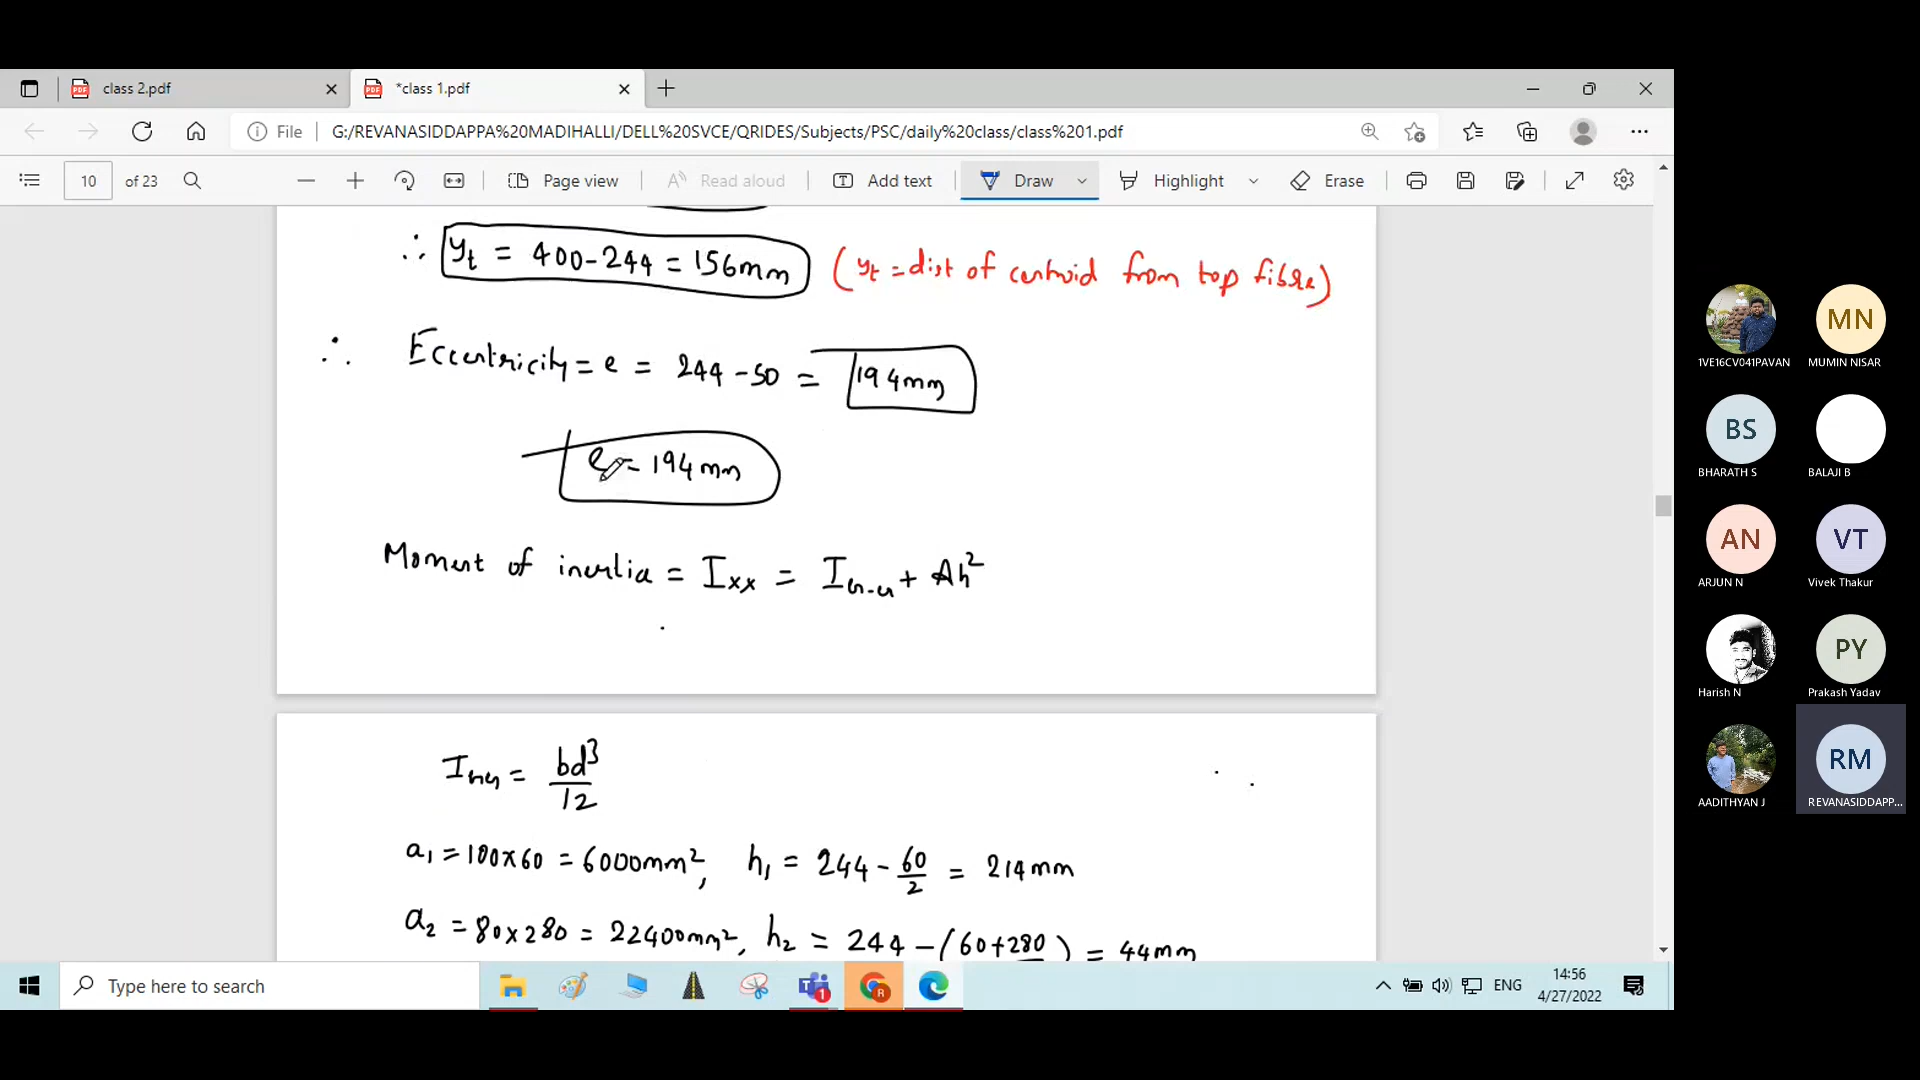 class 2.pdf
*class 1.pdf
File
G:/REVANASIDDAPPA%20MADIHALLI/DELL%20SVCE/QRIDES/Subjects/PSC/daily%20class/class%201.pdf
10 of 23
Page view
Read aloud
Add text
Draw
Highlight
Erase
∴ yt = 400-244 = 156mm (yt = dist of centroid from top fibre)
∴ Eccentricity = e = 244-50 = 194mm
e = 194mm
Moment of inertia = Ixx = + Ah²
= bd³/12
a₁ = 100x60 = 6000mm², h₁ = 244 - 60/2 = 214mm
a₂ = 80x280 = 22400mm², h₂ = 244 - (60+280 ) = 44mm
1VE16CV041PAVAN
MN
MUMIN NISAR
BS
BHARATH S
BALAJI B
AN
ARJUN N
VT
Vivek Thakur
Harish N
PY
Prakash Yadav
AADITHYAN J
RM
REVANASIDDAPP...
Type here to search
1
R
ENG
14:56
4/27/2022